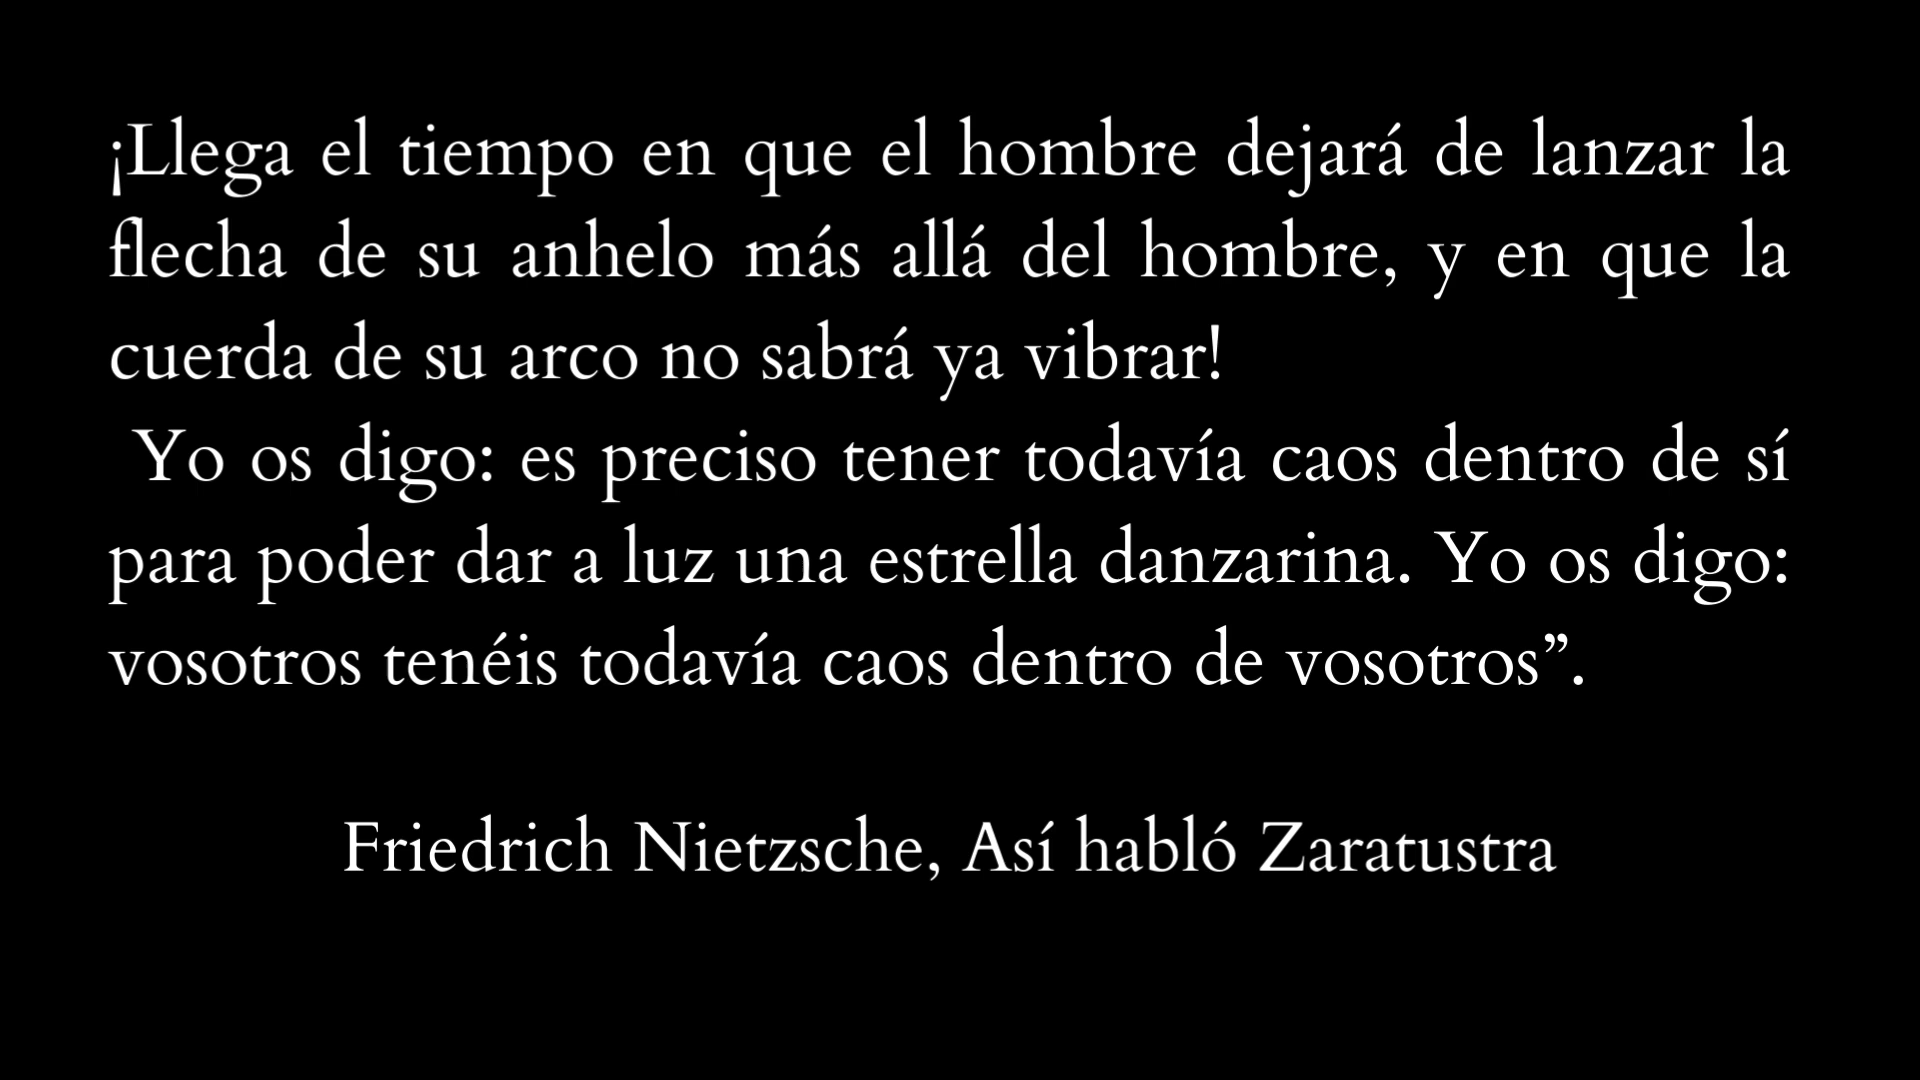 ¡Llega el tiempo en que el hombre dejará de lanzar la
flecha de su anhelo más allá del hombre, y en que la
cuerda de su arco no sabrá ya vibrar!
Yo os digo: es preciso tener todavía caos dentro de sí
para poder dar a luz una estrella danzarina. Yo os digo:
vosotros tenéis todavía caos dentro de vosotros”.
Friedrich Nietzsche, Así habló Zaratustra